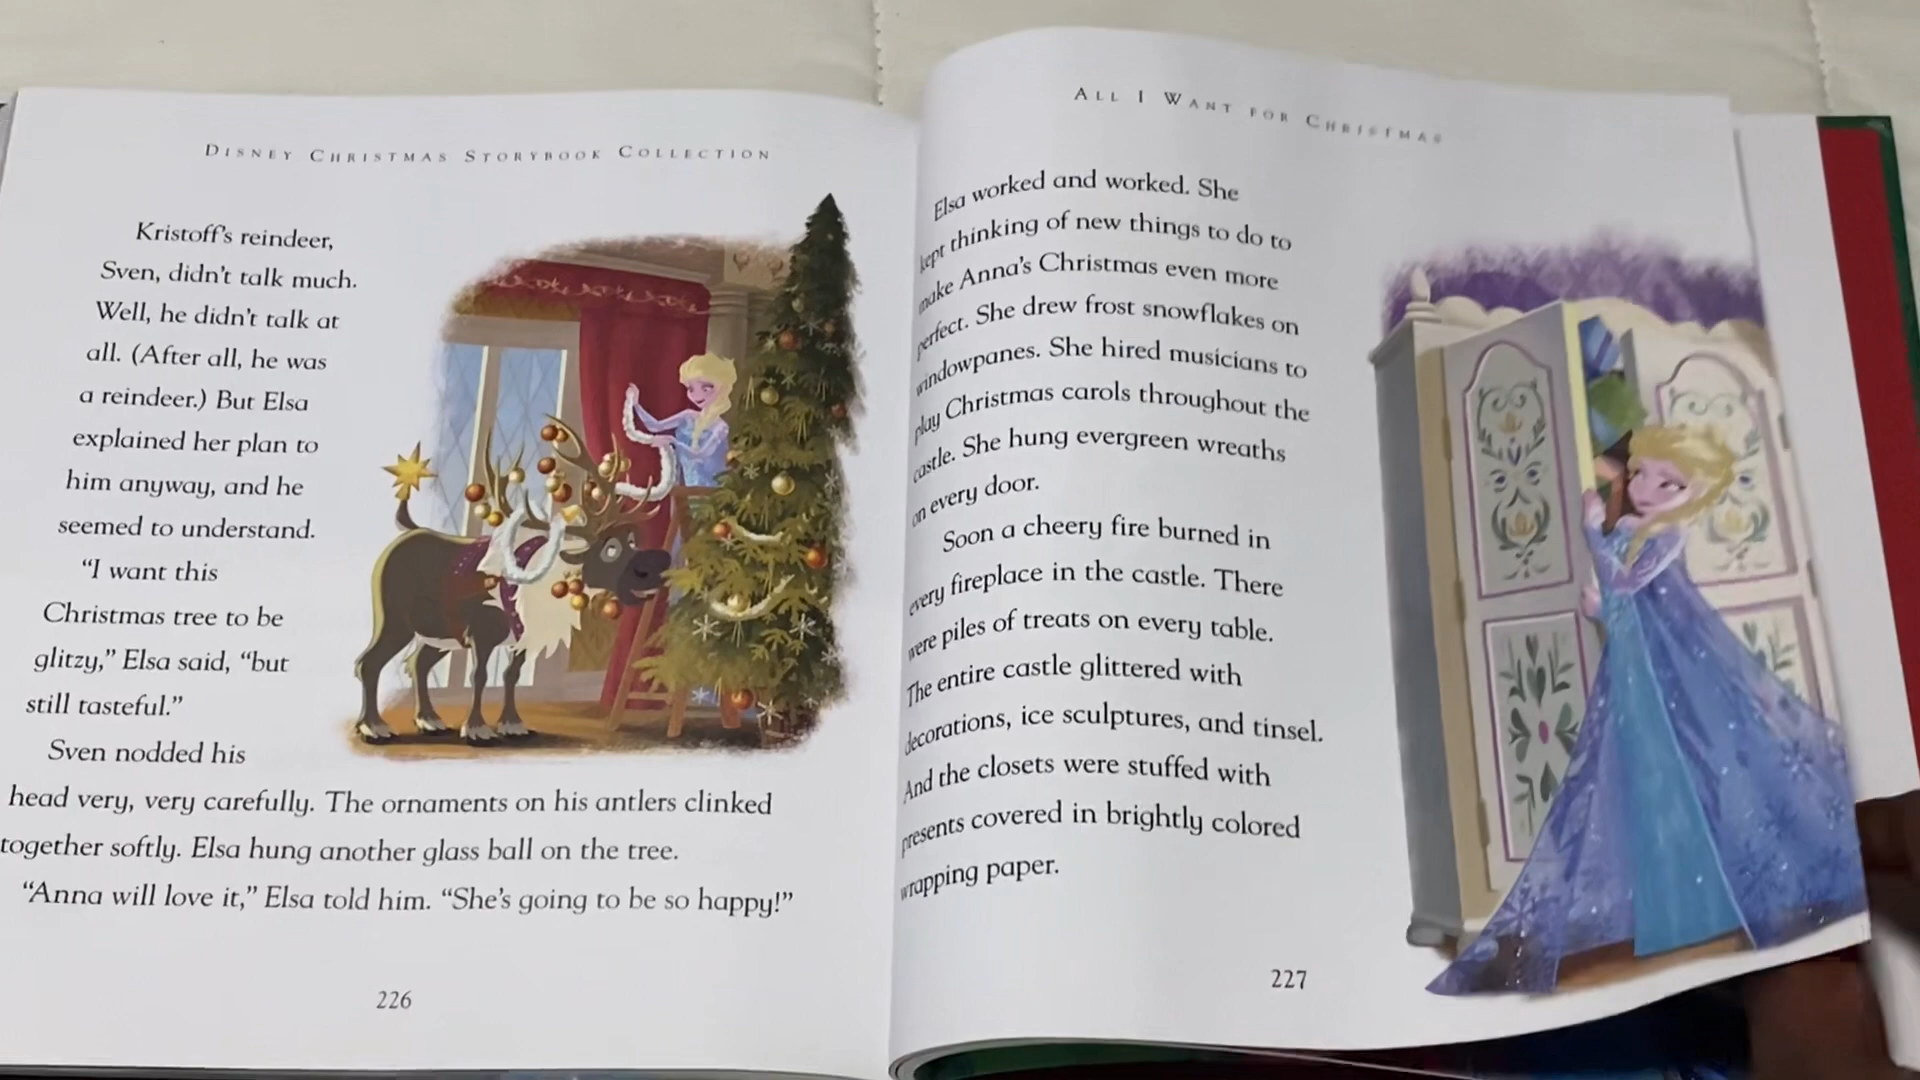 DISNEY CHRISTMAS STORYBOOK COLLECTION
Kristoff's reindeer,
Sven, didn't talk much.
Well, he didn't talk at
all. (After all, he was
a reindeer.) But Elsa
explained her plan to
him anyway, and he
seemed to understand.
“I want this
Christmas tree to be
glitzy,” Elsa said, “but
still tasteful.”
Sven nodded his
head very, very carefully. The ornaments on his antlers clinked
together softly. Elsa hung another glass ball on the tree.
“Anna will love it,” Elsa told him. “She's going to be so happy!”
226
ALL I WANT FOR CHRISTMAS
Elsa worked and worked. She
kept thinking of new things to do to
make Anna's Christmas even more
perfect. She drew frost snowflakes on
windowpanes. She hired musicians to
play Christmas carols throughout the
castle. She hung evergreen wreaths
on every door.
Soon a cheery fire burned in
every fireplace in the castle. There
were piles of treats on every table.
The entire castle glittered with
decorations, ice sculptures, and tinsel.
And the closets were stuffed with
presents covered in brightly colored
wrapping paper.
227